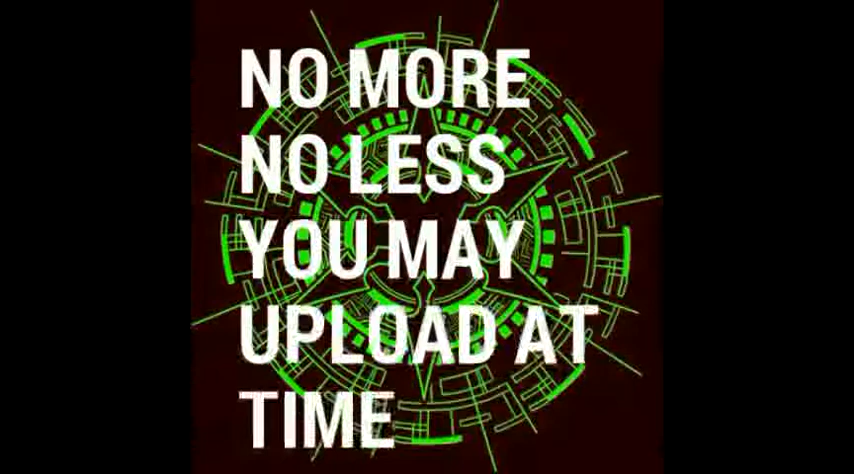 NO MORE
NO LESS
YOU MAY
UPLOAD AT
TIME